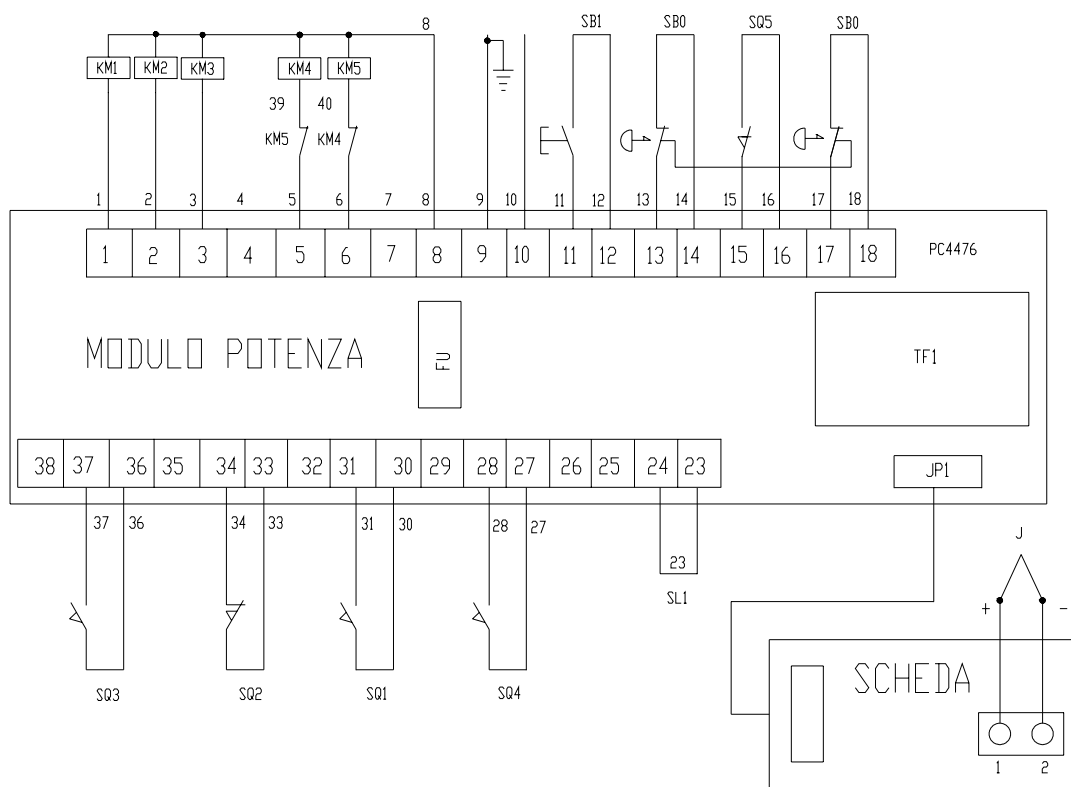 8 SB1 SB0 SQ5 SB0
KM1 KM2 KM3 KM4 KM5
39 40
KM5 KM4
1 2 3 4 5 6 7 8 9 10 11 12 13 14 15 16 17 18
1 2 3 4 5 6 7 8 9 10 11 12 13 14 15 16 17 18
PC4476
MODULO POTENZA
FU
TF1
38 37 36 35 34 33 32 31 30 29 28 27 26 25 24 23
JP1
37 36 34 33 31 30 28 27
J
23
SL1
+ -
SQ3 SQ2 SQ1 SQ4
SCHEDA
1 2